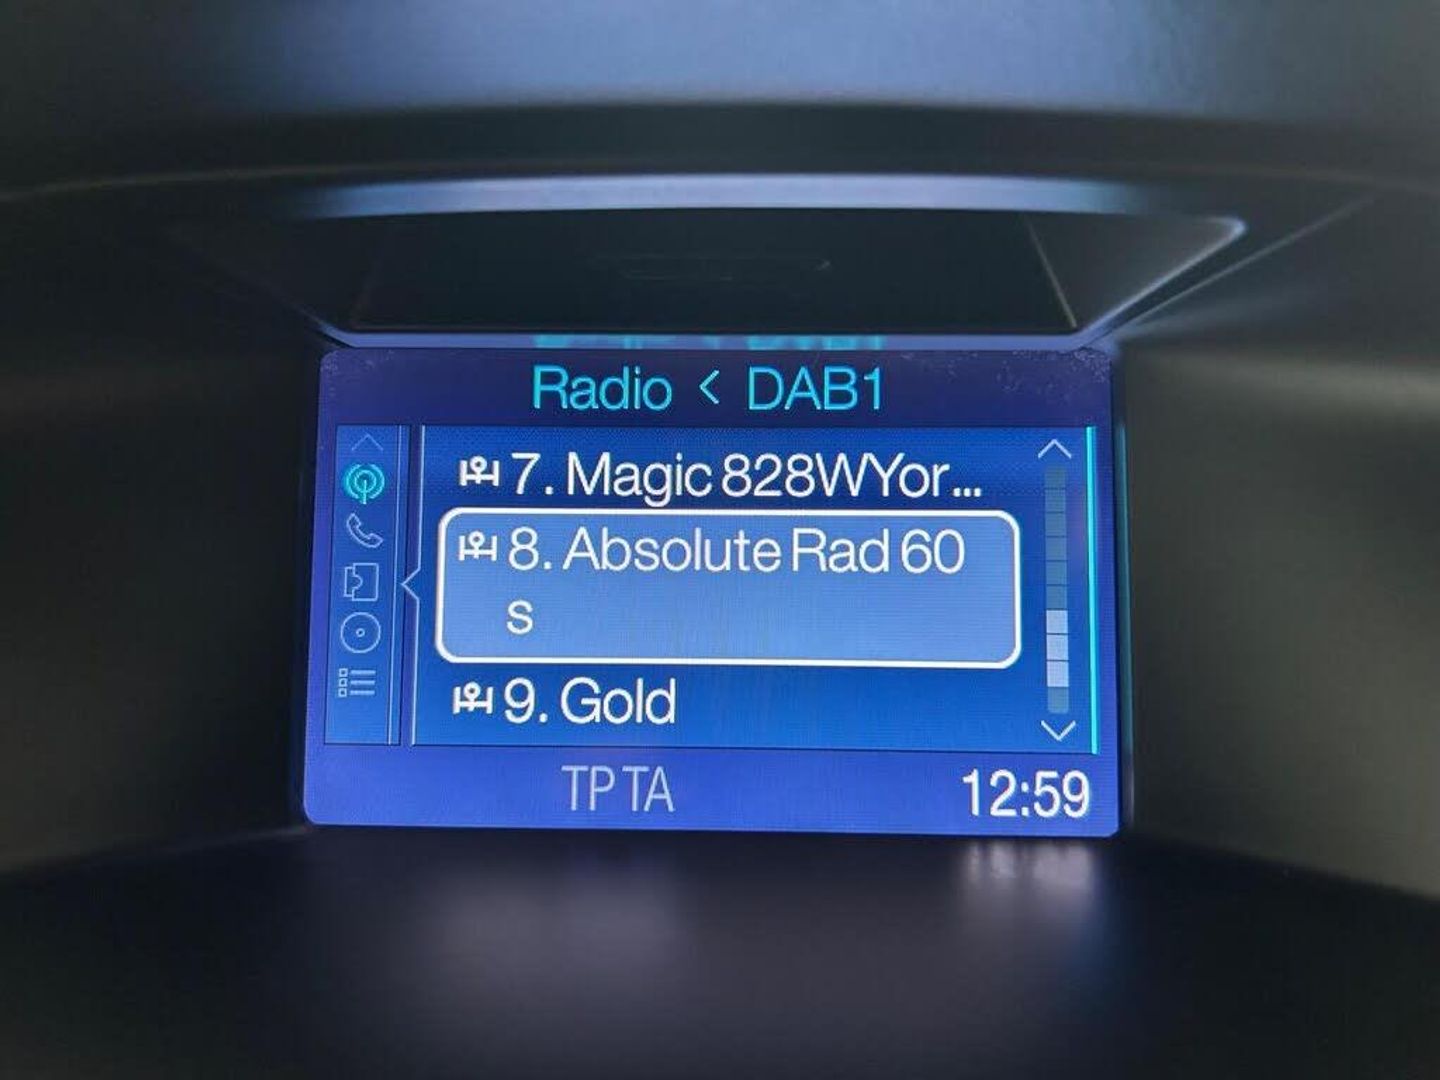 Radio < DAB1
7. Magic 828WYor...
8. Absolute Rad 60
s
9. Gold
TP TA
12:59